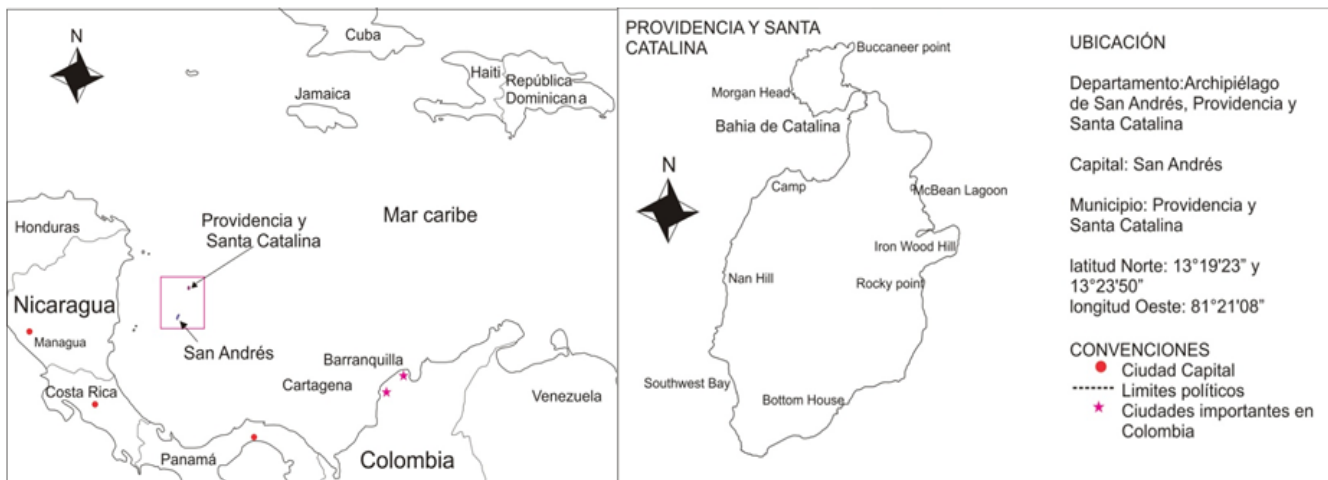 N
Cuba
Haiti
República
Dominicana
Jamaica
Mar caribe
Honduras
Providencia y
Santa Catalina
Nicaragua
Managua
San Andrés
Barranquilla
Cartagena
Costa Rica
Venezuela
Panamá
Colombia
PROVIDENCIA Y SANTA
CATALINA
Buccaneer point
Morgan Head
Bahia de Catalina
N
Camp
McBean Lagoon
Iron Wood Hill
Nan Hill
Rocky point
Southwest Bay
Bottom House
UBICACIÓN
Departamento:Archipiélago
de San Andrés, Providencia y
Santa Catalina
Capital: San Andrés
Municipio: Providencia y
Santa Catalina
latitud Norte: 13°19'23” y
13°23'50”
longitud Oeste: 81°21'08”
CONVENCIONES
Ciudad Capital
Limites políticos
Ciudades importantes en
Colombia